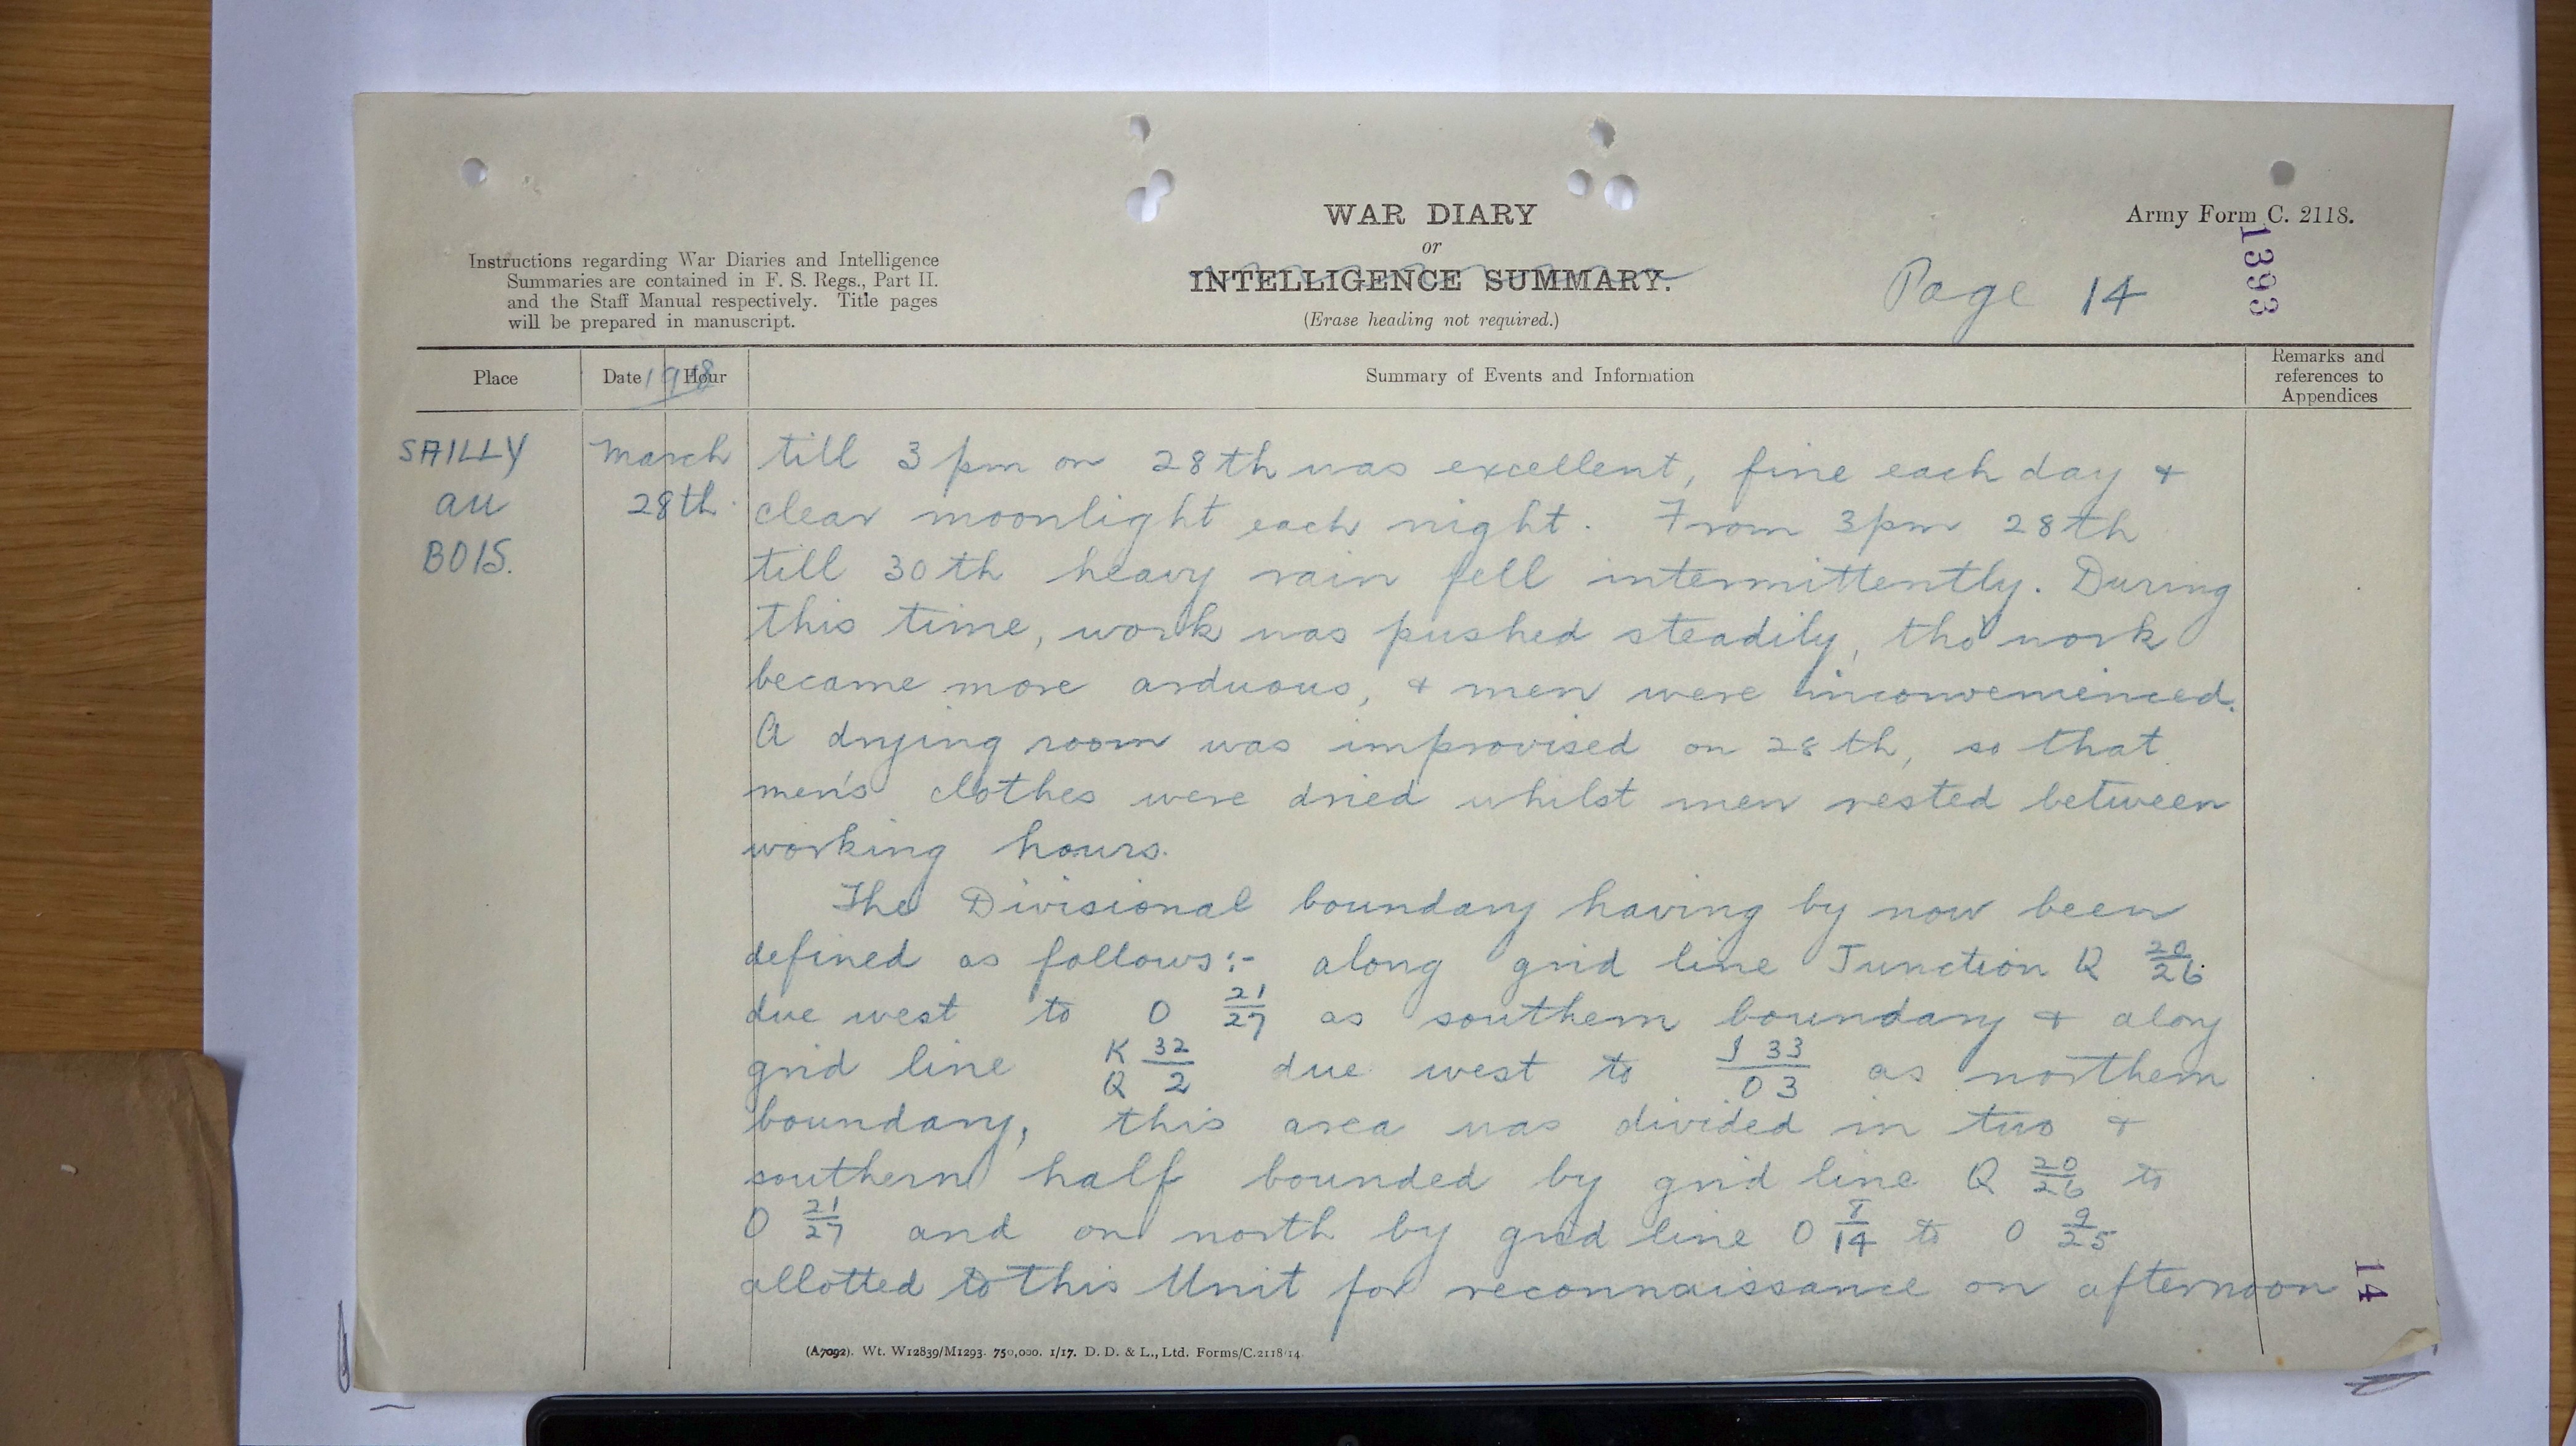 WAR DIARY
or
INTELLIGENCE SUMMARY.
(Erase heading not required.)
Army Form C. 2118.
1393
Page 14
Instructions regarding War Diaries and Intelligence
Summaries are contained in F. S. Regs., Part II.
and the Staff Manual respectively. Title pages
will be prepared in manuscript.
Place
Date
1918
Hour
Summary of Events and Information
Remarks and
references to
Appendices
SAILLY
au
BOIS.
March
28th.
till 3 pm on 28th was excellent, fine each day +
clear moonlight each night. From 3pm 28th
till 30th heavy rain fell intermittently. During
this time, work was pushed steadily, tho' work
became more arduous, + men were inconvenienced.
A drying room was improvised on 28th, so that
men's clothes were dried whilst men rested between
working hours.
The Divisional boundary having by now been
defined as follows:- along grid line Junction Q 20/26
due west to O 21/27 as southern boundary + along
grid line K 32/Q 2 due west to J 33/O 3 as northern
boundary, this area was divided in two +
southern half bounded by grid line Q 20/26 to
O 21/27 and on north by grid line O 8/14 to O 9/25
allotted to this Unit for reconnaissance on afternoon
14
(A7092). Wt. W12839/M1293. 750,000. 1/17. D. D. & L., Ltd. Forms/C.2118/14.